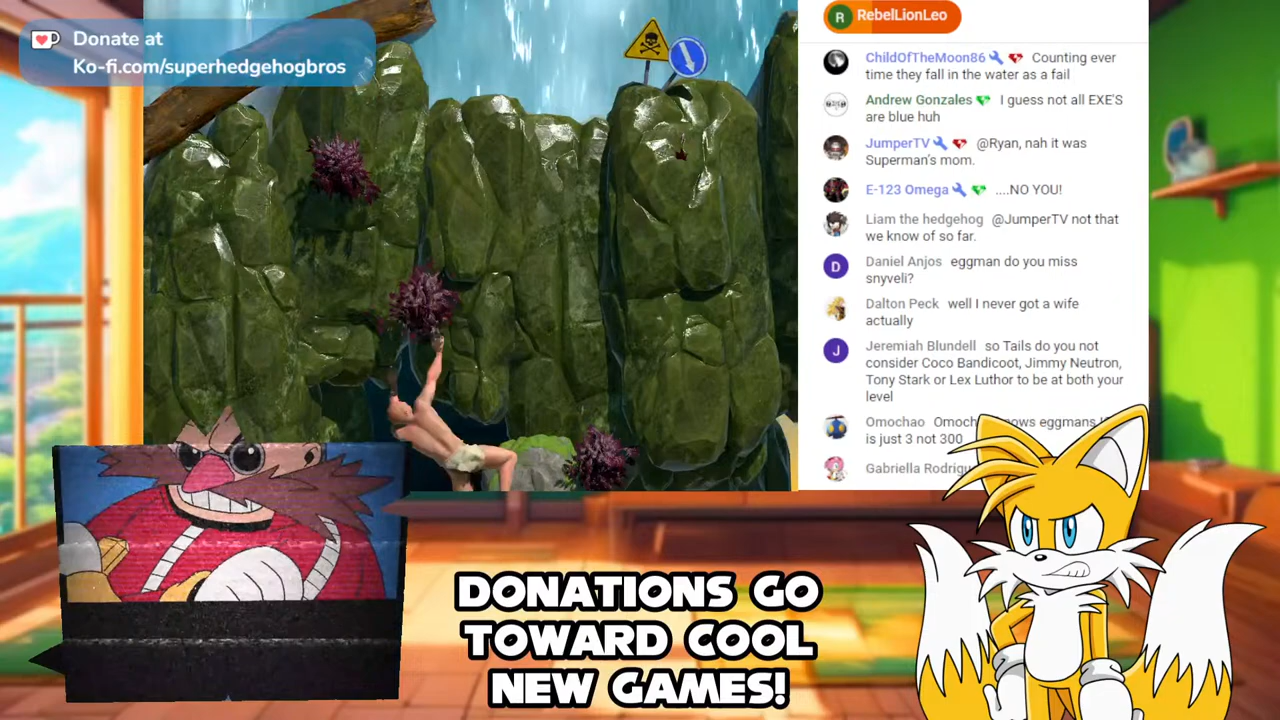 Donate at
Ko-fi.com/superhedgehogbros
R RebelLionLeo
ChildOfTheMoon86 Counting ever
time they fall in the water as a fail
Andrew Gonzales I guess not all EXE'S
are blue huh
JumperTV @Ryan, nah it was
Superman's mom.
E-123 Omega ....NO YOU!
Liam the hedgehog @JumperTV not that
we know of so far.
D Daniel Anjos eggman do you miss
snyveli?
Dalton Peck well I never got a wife
actually
J Jeremiah Blundell so Tails do you not
consider Coco Bandicoot, Jimmy Neutron,
Tony Stark or Lex Luthor to be at both your
level
Omochao eggmans
is just 3 not 300
Gabriella
DONATIONS GO
TOWARD COOL
NEW GAMES!